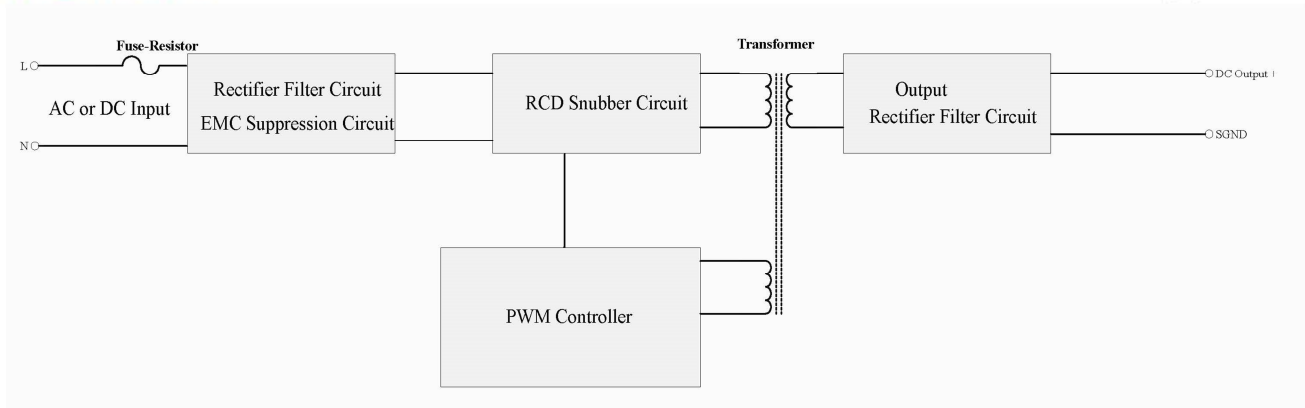 Fuse-Resistor
Transformer
L
Rectifier Filter Circuit
EMC Suppression Circuit
AC or DC Input
N
RCD Snubber Circuit
Output
Rectifier Filter Circuit
DC Output
SGND
PWM Controller